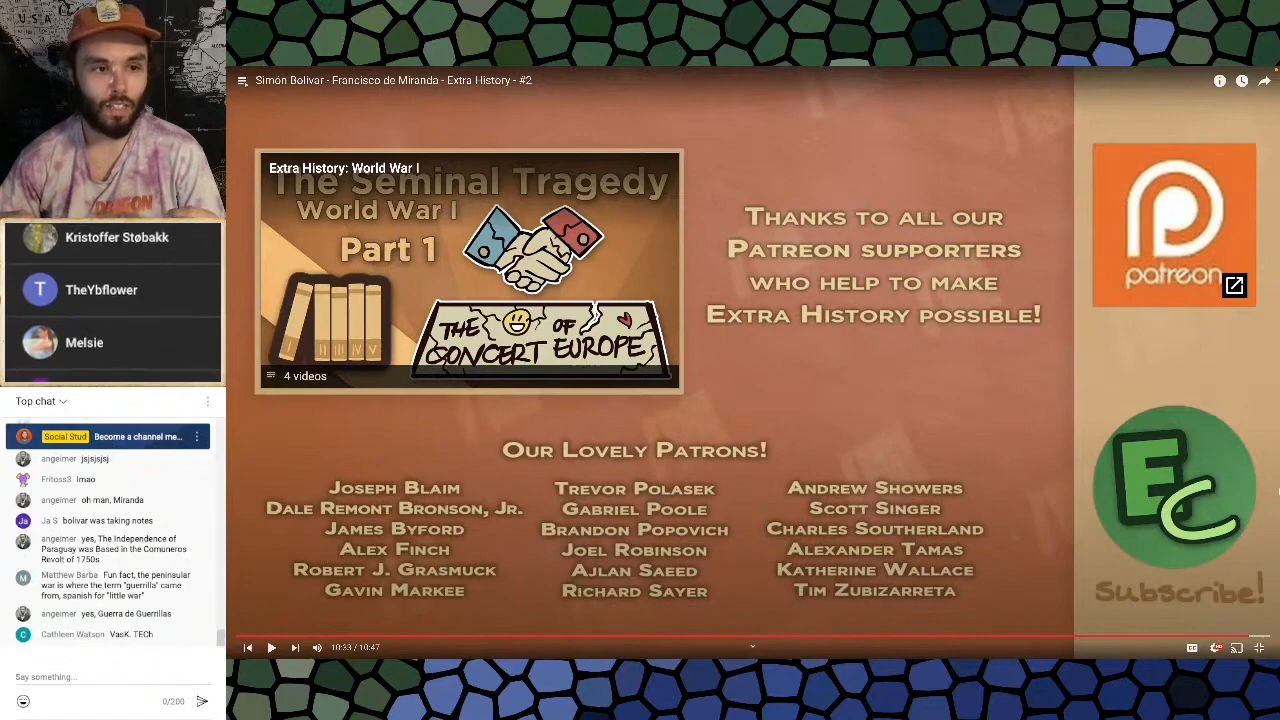 U S A
DRAGON
Kristoffer Støbakk
T
TheYbflower
Melsie
Top chat
Social Stud Become a channel me...
angeimer jsjsjsjsj
Fritoss3 lmao
angeimer oh man, Miranda
Ja Ja S bolivar was taking notes
angeimer yes, The Independence of
Paraguay was Based in the Comuneros
Revolt of 1750s
M Matthew Barba Fun fact, the peninsular
war is where the term "guerrilla" came
from, spanish for "little war"
angeimer yes, Guerra de Guerrillas
C Cathleen Watson VasK. TECh
Say something...
0/200
Simón Bolívar - Francisco de Miranda - Extra History - #2
Extra History: World War I
The Seminal Tragedy
World War I
Part 1
I II III IV V
THE OF
CONCERT EUROPE
4 videos
THANKS TO ALL OUR
PATREON SUPPORTERS
WHO HELP TO MAKE
EXTRA HISTORY POSSIBLE!
OUR LOVELY PATRONS!
JOSEPH BLAIM
DALE REMONT BRONSON, JR.
JAMES BYFORD
ALEX FINCH
ROBERT J. GRASMUCK
GAVIN MARKEE
TREVOR POLASEK
GABRIEL POOLE
BRANDON POPOVICH
JOEL ROBINSON
AJLAN SAEED
RICHARD SAYER
ANDREW SHOWERS
SCOTT SINGER
CHARLES SOUTHERLAND
ALEXANDER TAMAS
KATHERINE WALLACE
TIM ZUBIZARRETA
patreon
EC
Subscribe!
10:33 / 10:47
CC
HD